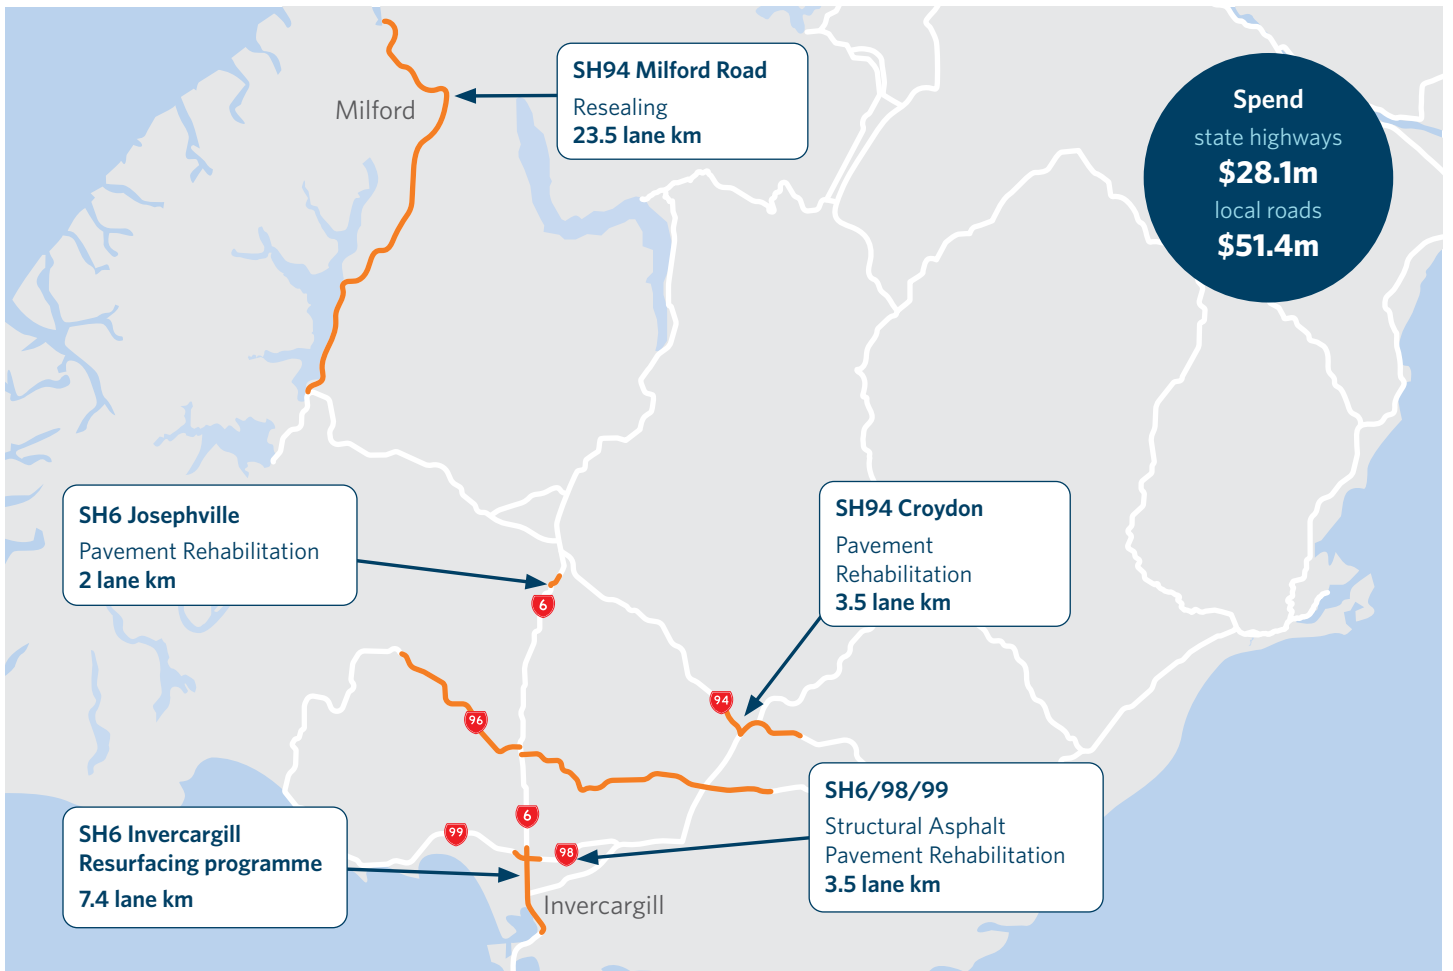 SH94 Milford Road
Resealing
23.5 lane km
Milford
Spend
state highways
$28.1m
local roads
$51.4m
SH6 Josephville
Pavement Rehabilitation
2 lane km
SH94 Croydon
Pavement
Rehabilitation
3.5 lane km
6
94
96
SH6/98/99
Structural Asphalt
Pavement Rehabilitation
3.5 lane km
6
99
98
SH6 Invercargill
Resurfacing programme
7.4 lane km
Invercargill